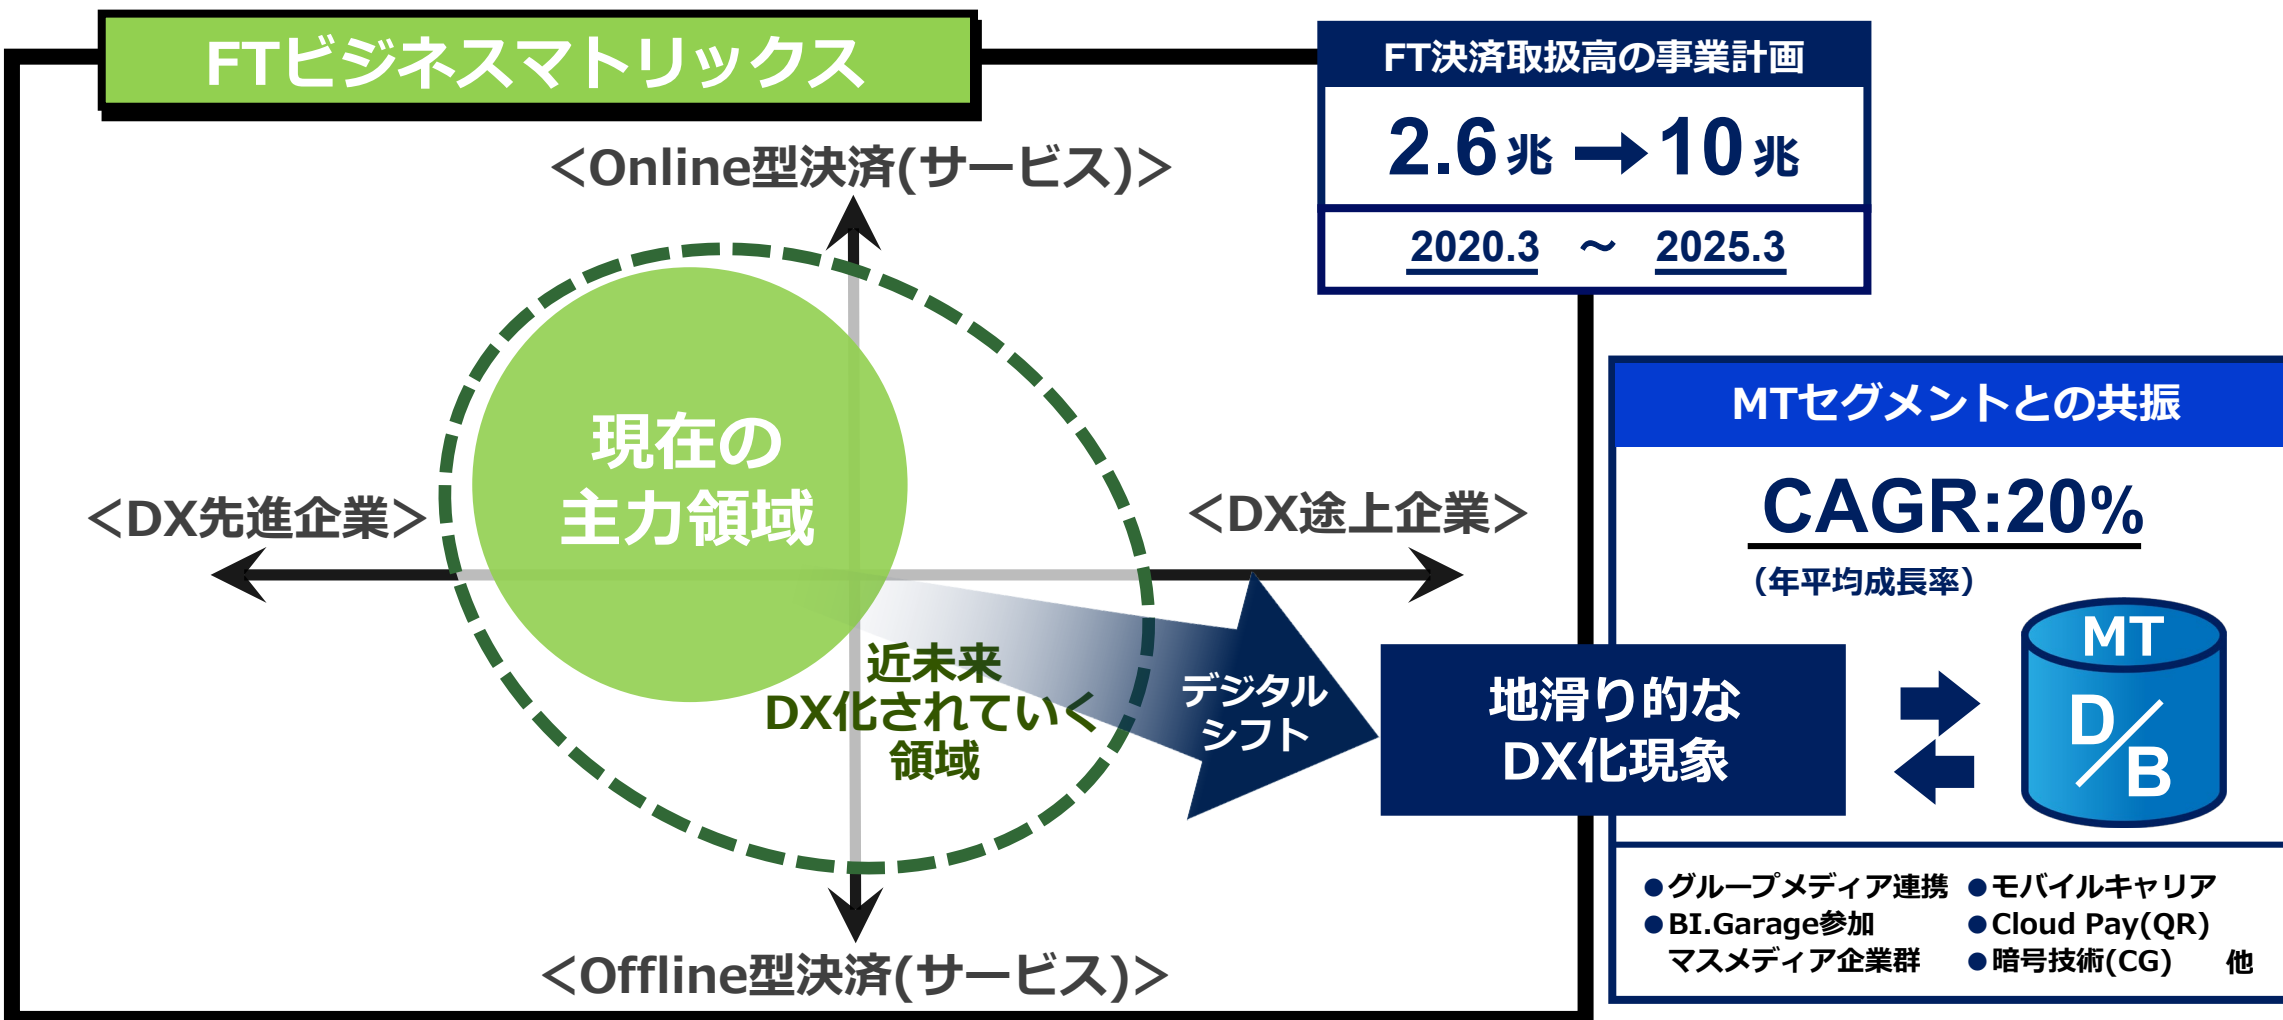 FTビジネスマトリックス
FT決済取扱高の事業計画
2.6兆➡10兆
2020.3 ～ 2025.3
＜Online型決済(サービス)＞
現在の
主力領域
＜DX先進企業＞
＜DX途上企業＞
近未来
DX化されていく
領域
デジタル
シフト
＜Offline型決済(サービス)＞
地滑り的な
DX化現象
MTセグメントとの共振
CAGR:20%
（年平均成長率）
MT
D/B
●グループメディア連携 ●モバイルキャリア
●BI.Garage参加 ●Cloud Pay(QR)
マスメディア企業群 ●暗号技術(CG) 他